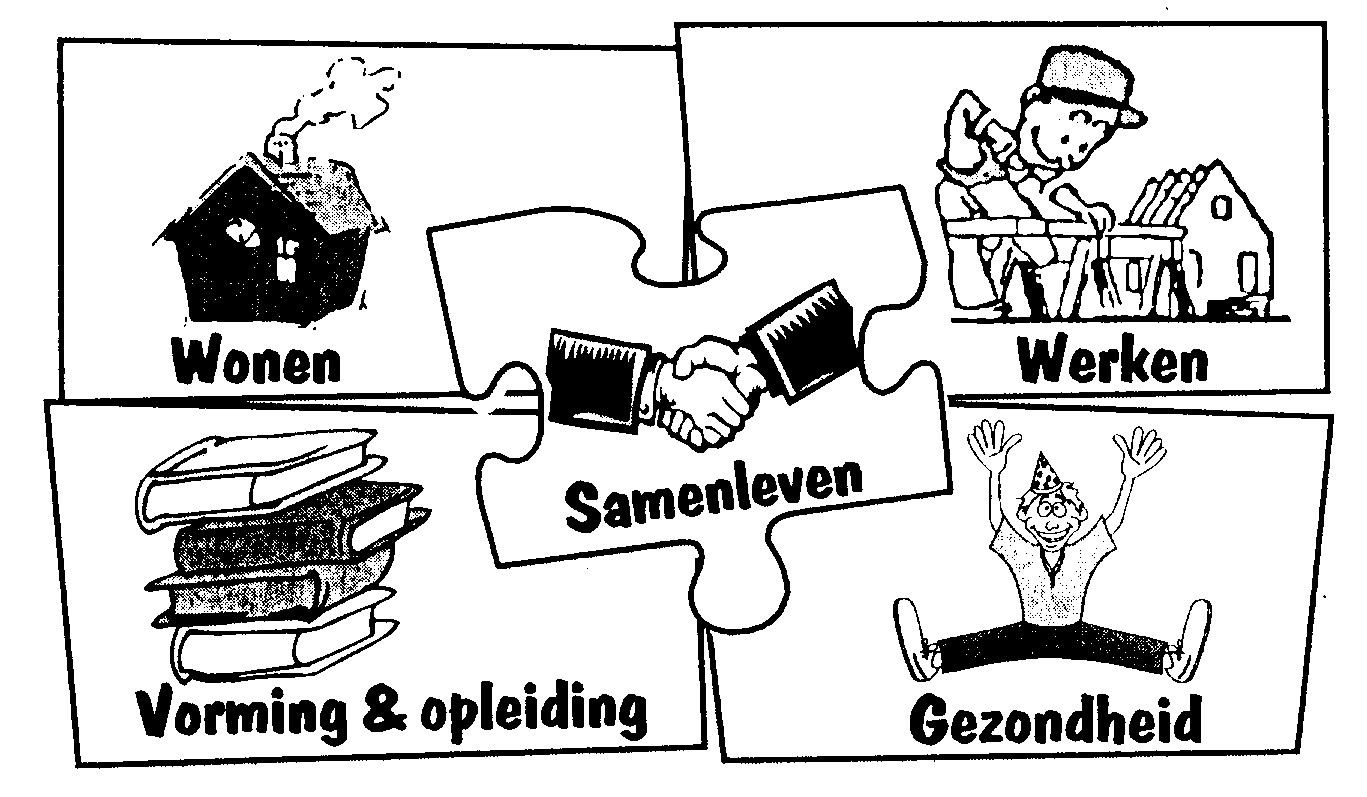 Wonen
Werken
Samenleven
Vorming & opleiding
Gezondheid